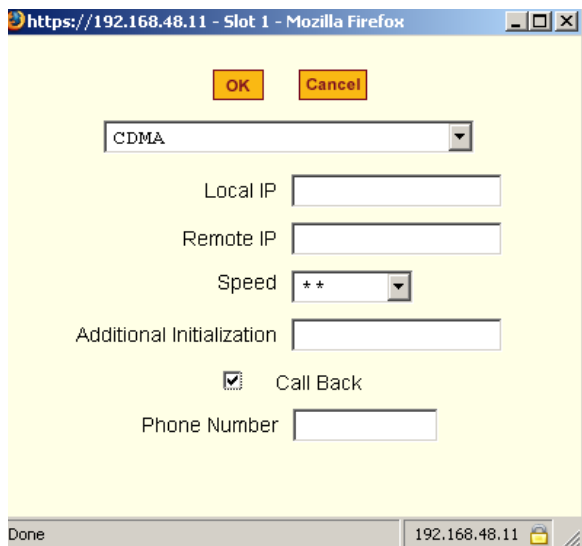 https://192.168.48.11 - Slot 1 - Mozilla Firefox
OK Cancel
CDMA
Local IP
Remote IP
Speed **
Additional Initialization
Call Back
Phone Number
Done 192.168.48.11